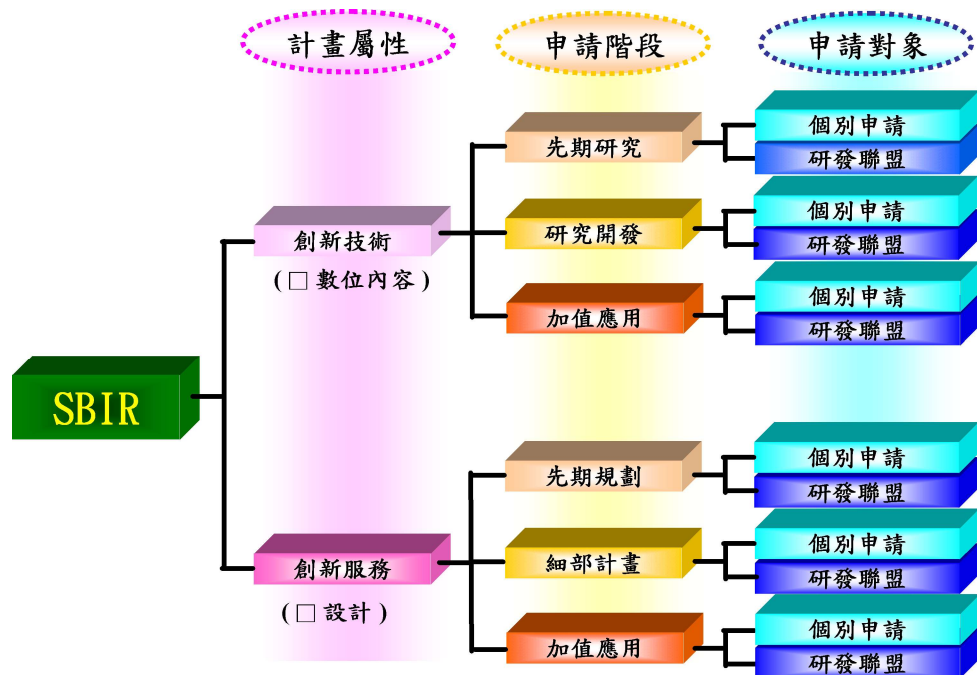 計畫屬性
申請階段
申請對象
SBIR
創新技術
(□ 數位內容)
先期研究
個別申請
研發聯盟
研究開發
個別申請
研發聯盟
加值應用
個別申請
研發聯盟
創新服務
(□ 設計)
先期規劃
個別申請
研發聯盟
細部計畫
個別申請
研發聯盟
加值應用
個別申請
研發聯盟